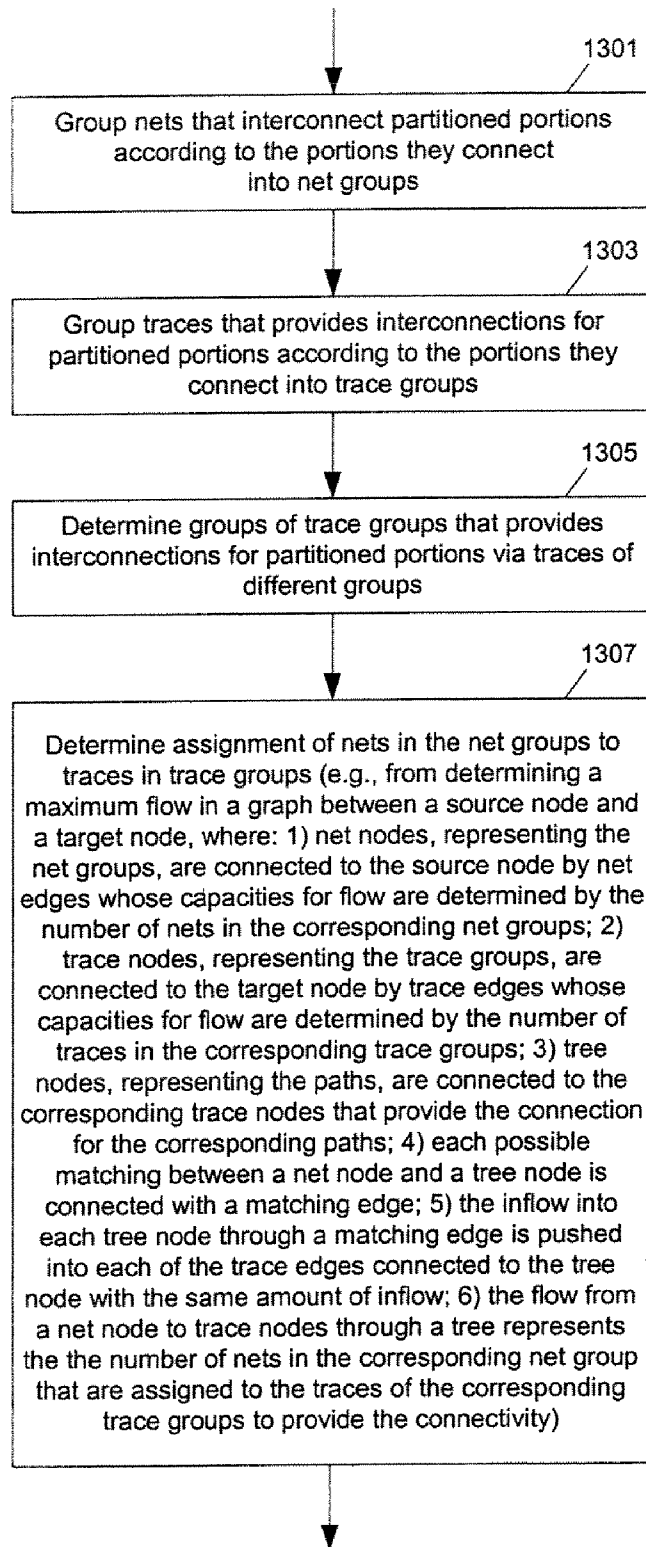 1301
Group nets that interconnect partitioned portions
according to the portions they connect
into net groups
1303
Group traces that provides interconnections for
partitioned portions according to the portions they
connect into trace groups
1305
Determine groups of trace groups that provides
interconnections for partitioned portions via traces of
different groups
1307
Determine assignment of nets in the net groups to
traces in trace groups (e.g., from determining a
maximum flow in a graph between a source node and
a target node, where: 1) net nodes, representing the
net groups, are connected to the source node by net
edges whose capacities for flow are determined by the
number of nets in the corresponding net groups; 2)
trace nodes, representing the trace groups, are
connected to the target node by trace edges whose
capacities for flow are determined by the number of
traces in the corresponding trace groups; 3) tree
nodes, representing the paths, are connected to the
corresponding trace nodes that provide the connection
for the corresponding paths; 4) each possible
matching between a net node and a tree node is
connected with a matching edge; 5) the inflow into
each tree node through a matching edge is pushed
into each of the trace edges connected to the tree
node with the same amount of inflow; 6) the flow from
a net node to trace nodes through a tree represents
the the number of nets in the corresponding net group
that are assigned to the traces of the corresponding
trace groups to provide the connectivity)